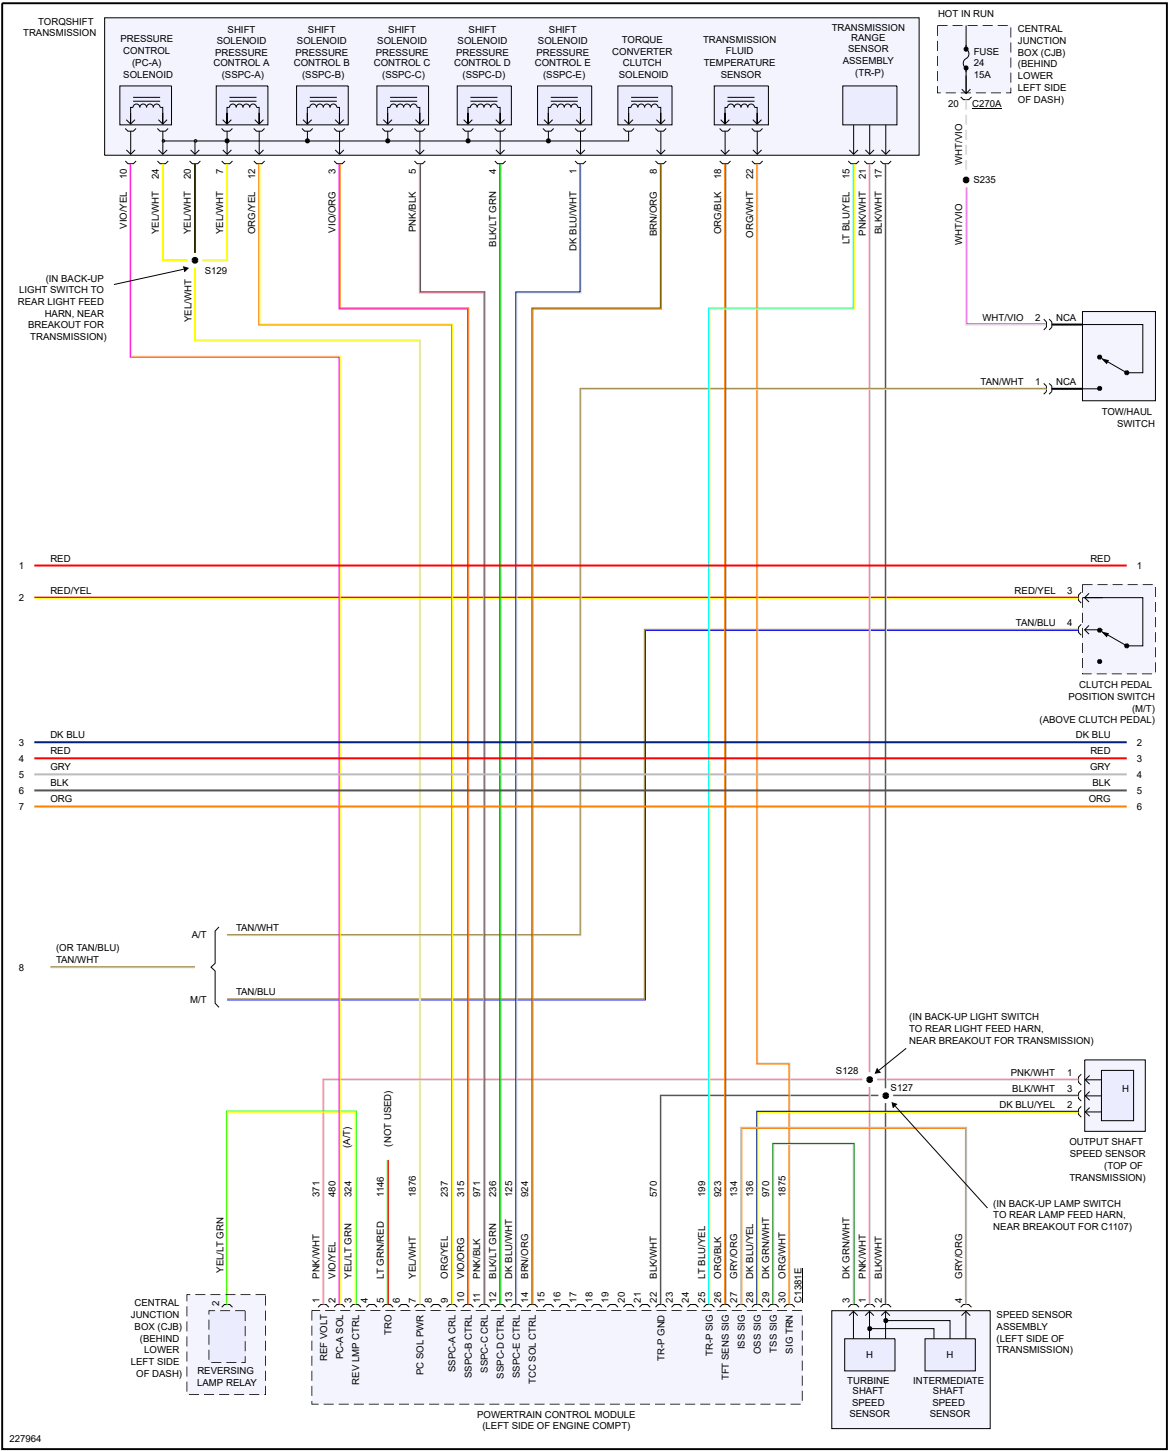 TORQSHIFT
TRANSMISSION
PRESSURE
CONTROL
(PC-A)
SOLENOID
SHIFT
SOLENOID
PRESSURE
CONTROL A
(SSPC-A)
SHIFT
SOLENOID
PRESSURE
CONTROL B
(SSPC-B)
SHIFT
SOLENOID
PRESSURE
CONTROL C
(SSPC-C)
SHIFT
SOLENOID
PRESSURE
CONTROL D
(SSPC-D)
SHIFT
SOLENOID
PRESSURE
CONTROL E
(SSPC-E)
TORQUE
CONVERTER
CLUTCH
SOLENOID
TRANSMISSION
FLUID
TEMPERATURE
SENSOR
TRANSMISSION
RANGE
SENSOR
ASSEMBLY
(TR-P)
HOT IN RUN
FUSE
24
15A
CENTRAL
JUNCTION
BOX (CJB)
(BEHIND
LOWER
LEFT SIDE
OF DASH)
20 C270A
WHT/VIO
S235
WHT/VIO
10 VIO/YEL
24 YEL/WHT
20 YEL/WHT
7 YEL/WHT
12 ORG/YEL
3 VIO/ORG
5 PNK/BLK
4 BLK/LT GRN
1 DK BLU/WHT
8 BRN/ORG
18 ORG/BLK
22 ORG/WHT
15 LT BLU/YEL
21 PNK/WHT
17 BLK/WHT
S129
YEL/WHT
(IN BACK-UP
LIGHT SWITCH TO
REAR LIGHT FEED
HARN, NEAR
BREAKOUT FOR
TRANSMISSION)
WHT/VIO 2 NCA
TAN/WHT 1 NCA
TOW/HAUL
SWITCH
1 RED RED 1
2 RED/YEL RED/YEL 3
TAN/BLU 4
CLUTCH PEDAL
POSITION SWITCH
(M/T)
(ABOVE CLUTCH PEDAL)
3 DK BLU DK BLU 2
4 RED RED 3
5 GRY GRY 4
6 BLK BLK 5
7 ORG ORG 6
A/T TAN/WHT
(OR TAN/BLU)
8 TAN/WHT
M/T TAN/BLU
(IN BACK-UP LIGHT SWITCH
TO REAR LIGHT FEED HARN,
NEAR BREAKOUT FOR TRANSMISSION)
S128
S127
PNK/WHT 1
BLK/WHT 3
DK BLU/YEL 2
H
OUTPUT SHAFT
SPEED SENSOR
(TOP OF
TRANSMISSION)
(IN BACK-UP LAMP SWITCH
TO REAR LAMP FEED HARN,
NEAR BREAKOUT FOR C1107)
(A/T)
(NOT USED)
YEL/LT GRN
2
CENTRAL
JUNCTION
BOX (CJB)
(BEHIND
LOWER
LEFT SIDE
OF DASH)
REVERSING
LAMP RELAY
371 PNK/WHT 1 REF VOLT
480 VIO/YEL 2 PC-A SOL
324 YEL/LT GRN 3 REV LMP CTRL
4
1146 LT GRN/RED 5 TRO
6
1876 YEL/WHT 7 PC SOL PWR
8
237 ORG/YEL 9 SSPC-A CRL
315 VIO/ORG 10 SSPC-B CTRL
971 PNK/BLK 11 SSPC-C CRL
236 BLK/LT GRN 12 SSPC-D CTRL
125 DK BLU/WHT 13 SSPC-E CTRL
924 BRN/ORG 14 TCC SOL CTRL
15
16
17
18
19
20
21
570 BLK/WHT 22 TR-P GND
23
24
199 LT BLU/YEL 25 TR-P SIG
923 ORG/BLK 26 TFT SENS SIG
134 GRY/ORG 27 ISS SIG
136 DK BLU/YEL 28 OSS SIG
970 DK GRN/WHT 29 TSS SIG
1875 ORG/WHT 30 SIG TRN
C1381E
POWERTRAIN CONTROL MODULE
(LEFT SIDE OF ENGINE COMPT)
DK GRN/WHT 3
PNK/WHT 1
BLK/WHT 2
GRY/ORG 4
H
H
TURBINE
SHAFT
SPEED
SENSOR
INTERMEDIATE
SHAFT
SPEED
SENSOR
SPEED SENSOR
ASSEMBLY
(LEFT SIDE OF
TRANSMISSION)
227964